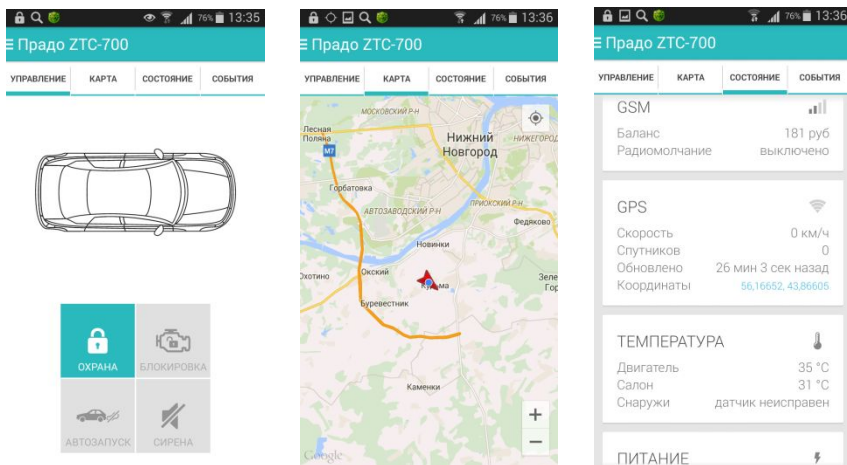 76% 13:35
Прадо ZTC-700
УПРАВЛЕНИЕ КАРТА СОСТОЯНИЕ СОБЫТИЯ
ОХРАНА БЛОКИРОВКА
АВТОЗАПУСК СИРЕНА
76% 13:36
Прадо ZTC-700
УПРАВЛЕНИЕ КАРТА СОСТОЯНИЕ СОБЫТИЯ
МОСКОВСКИЙ Р-Н
Лесная
Поляна
M7
Нижний
Новгород
НИЖЕГОРОД
Горбатовка
АВТОЗАВОДСКИЙ Р-Н
ПРИОКСКИЙ Р-Н
Федяково
Новинки
Охотино
Окский
Зеле
Гор
Буревестник
Каменки
+
−
Google
76% 13:36
Прадо ZTC-700
УПРАВЛЕНИЕ КАРТА СОСТОЯНИЕ СОБЫТИЯ
GSM
Баланс 181 руб
Радиомолчание выключено
GPS
Скорость 0 км/ч
Спутников 0
Обновлено 26 мин 3 сек назад
Координаты 56,16652, 43,86605
ТЕМПЕРАТУРА
Двигатель 35 °C
Салон 31 °C
Снаружи датчик неисправен
ПИТАНИЕ